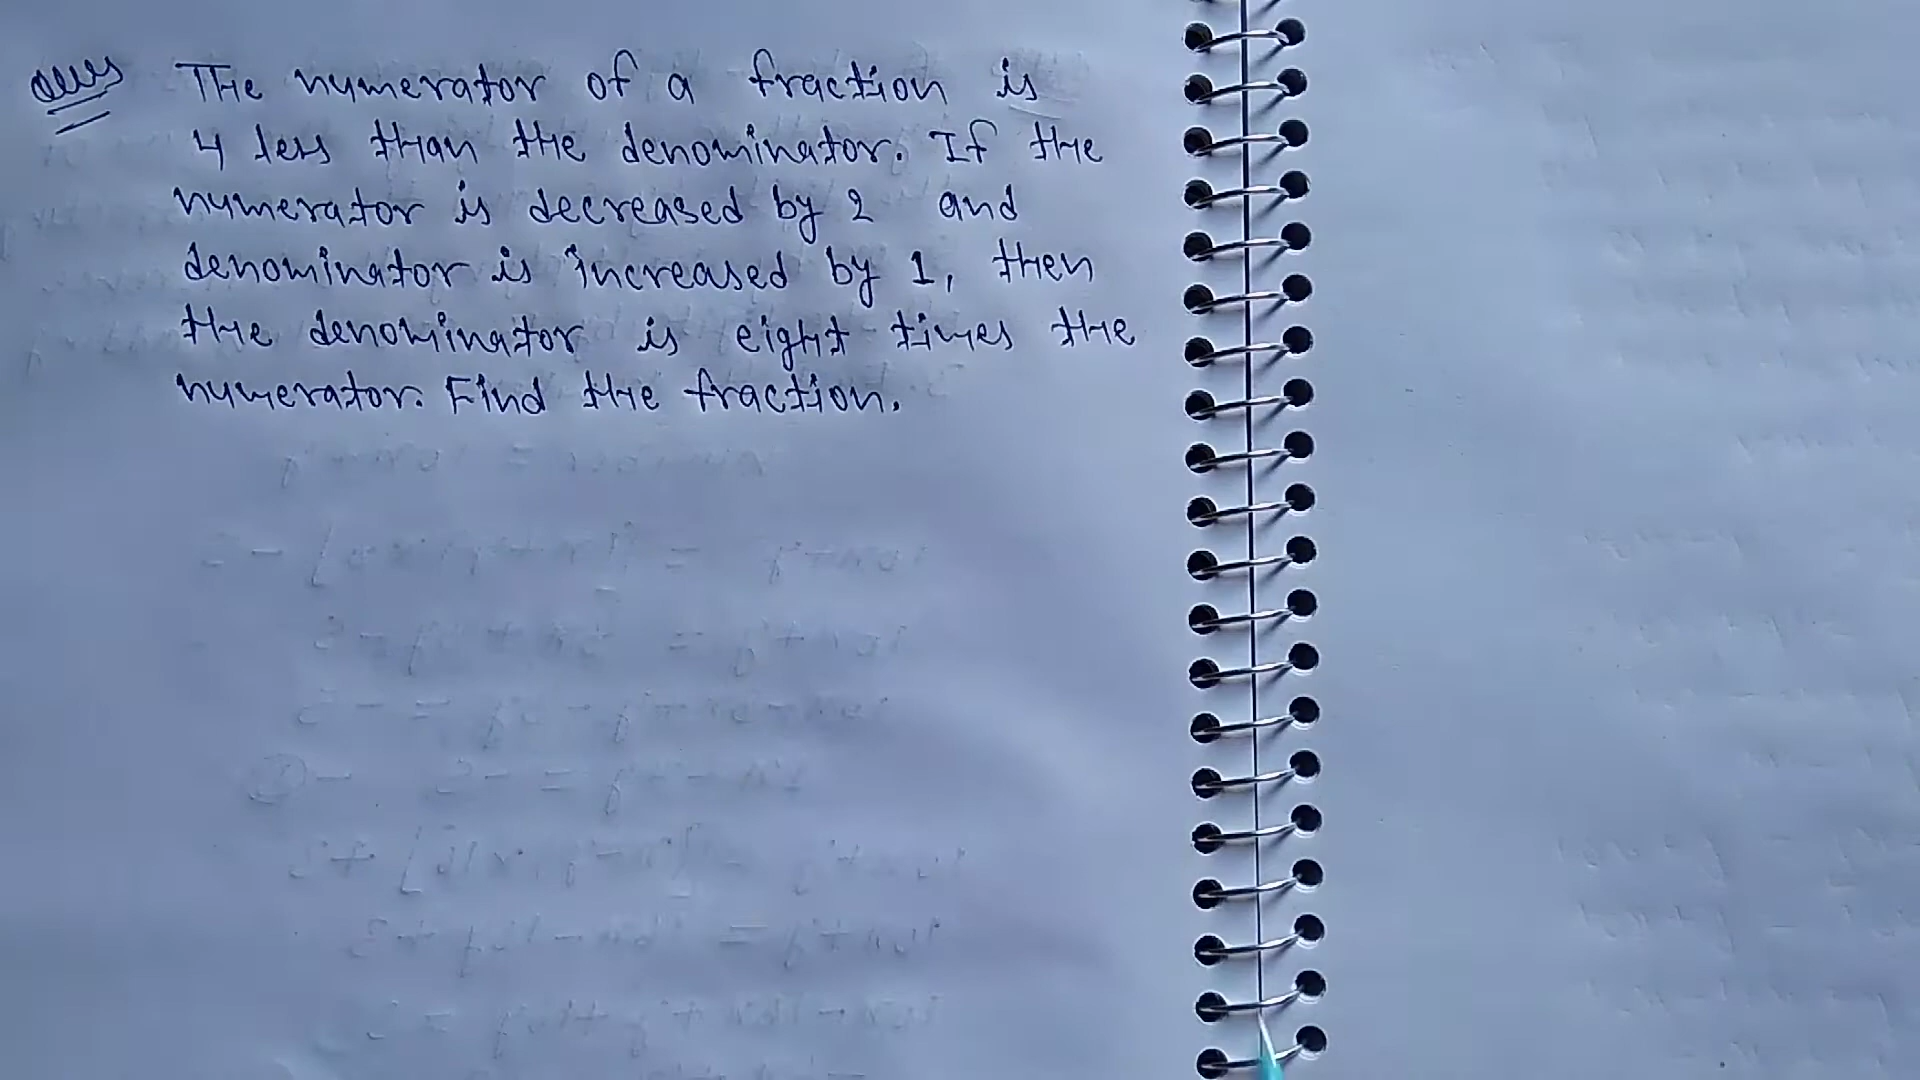 Ques The numerator of a fraction is
4 less than the denominator. If the
numerator is decreased by 2 and
denominator is increased by 1, then
the denominator is eight times the
numerator. Find the fraction.